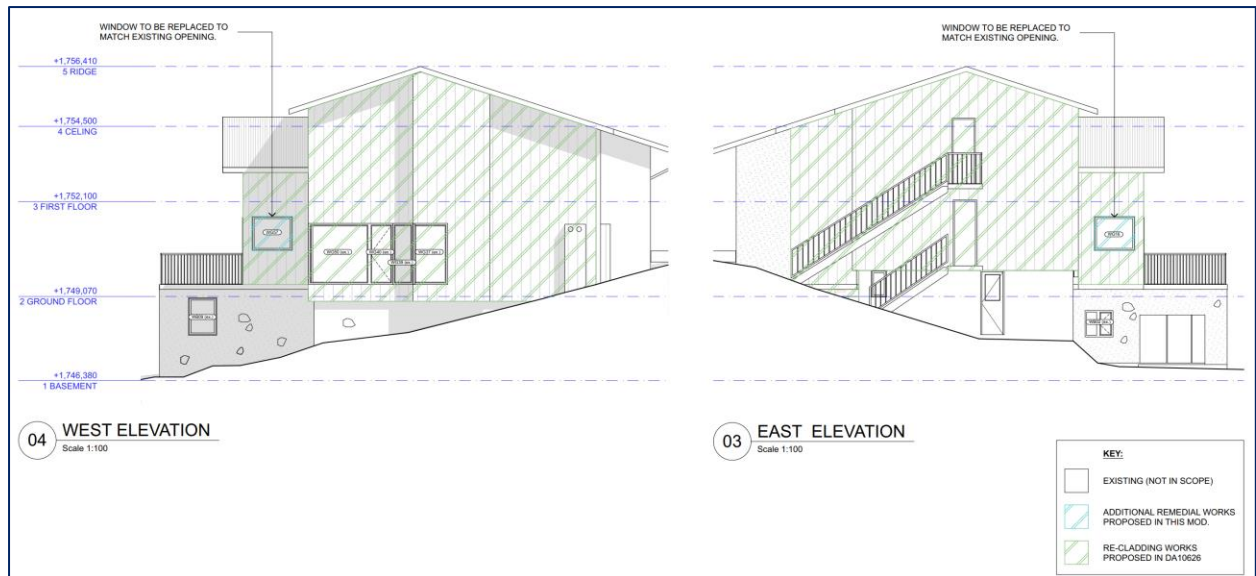 WINDOW TO BE REPLACED TO
MATCH EXISTING OPENING.
+1,756,410
5 RIDGE
+1,754,500
4 CELING
+1,752,100
3 FIRST FLOOR
+1,749,070
2 GROUND FLOOR
+1,746,380
1 BASEMENT
04
WEST ELEVATION
Scale 1:100
WINDOW TO BE REPLACED TO
MATCH EXISTING OPENING.
03
EAST ELEVATION
Scale 1:100
KEY:
EXISTING (NOT IN SCOPE)
ADDITIONAL REMEDIAL WORKS
PROPOSED IN THIS MOD.
RE-CLADDING WORKS
PROPOSED IN DA10626